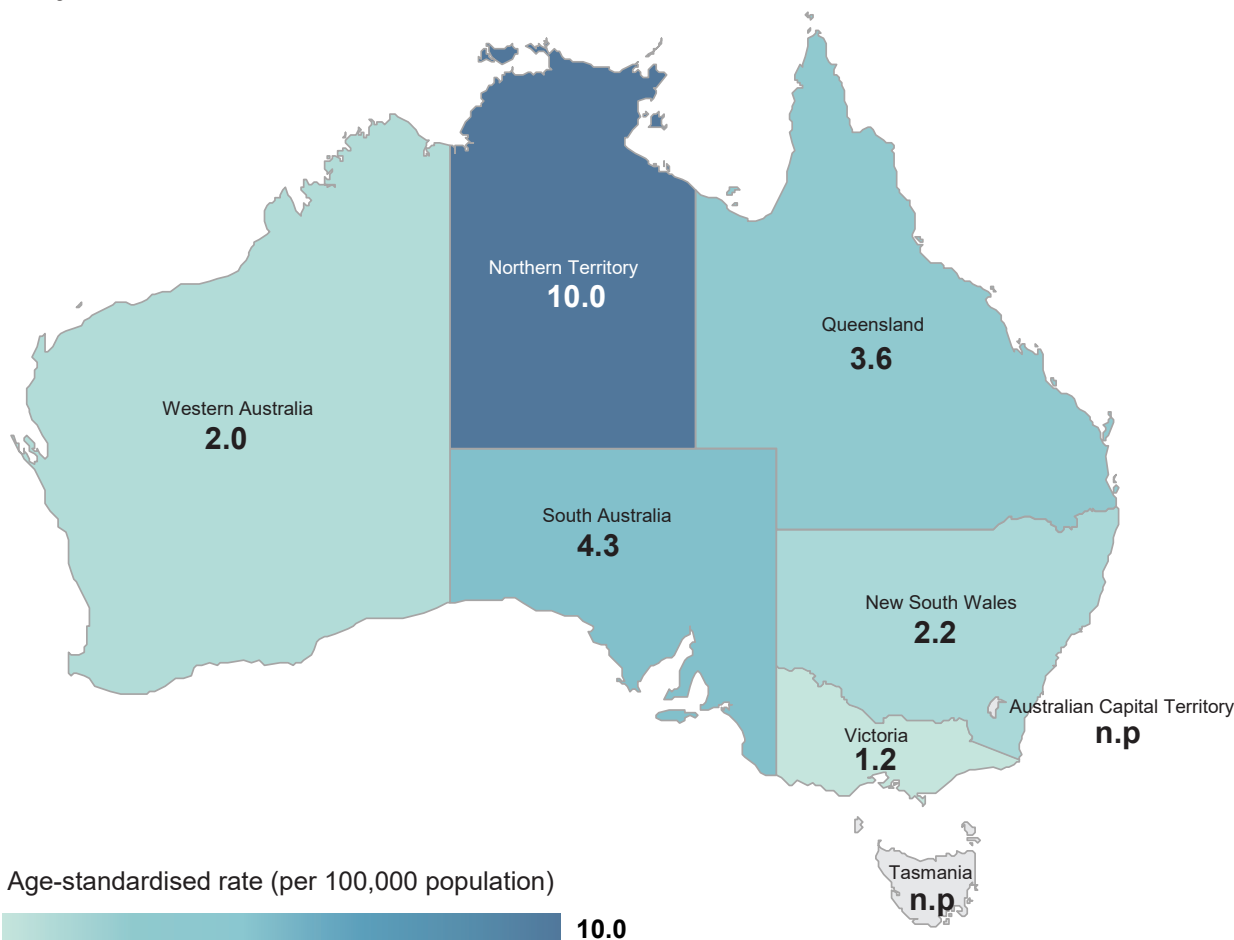 Northern Territory
10.0
Queensland
3.6
Western Australia
2.0
South Australia
4.3
New South Wales
2.2
Australian Capital Territory
n.p
Victoria
1.2
Tasmania
n.p
Age-standardised rate (per 100,000 population)
10.0